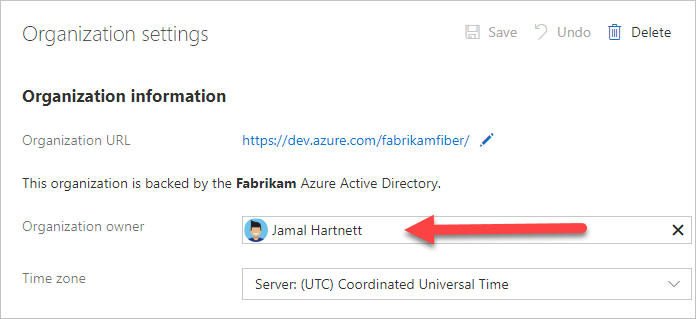 Organization settings
Save Undo Delete
Organization information
Organization URL https://dev.azure.com/fabrikamfiber/
This organization is backed by the Fabrikam Azure Active Directory.
Organization owner Jamal Hartnett
Time zone Server: (UTC) Coordinated Universal Time